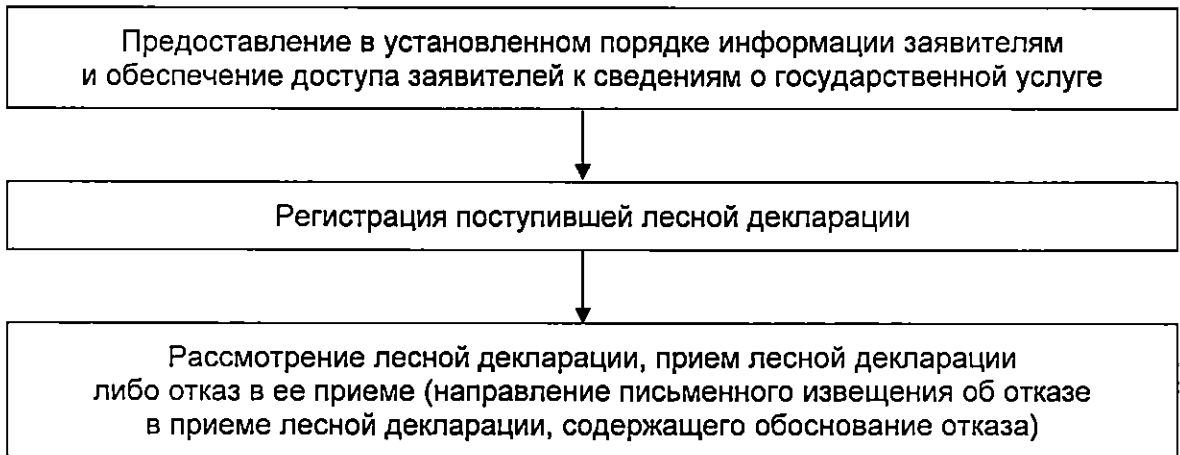 Предоставление в установленном порядке информации заявителям
и обеспечение доступа заявителей к сведениям о государственной услуге
Регистрация поступившей лесной декларации
Рассмотрение лесной декларации, прием лесной декларации
либо отказ в ее приеме (направление письменного извещения об отказе
в приеме лесной декларации, содержащего обоснование отказа)